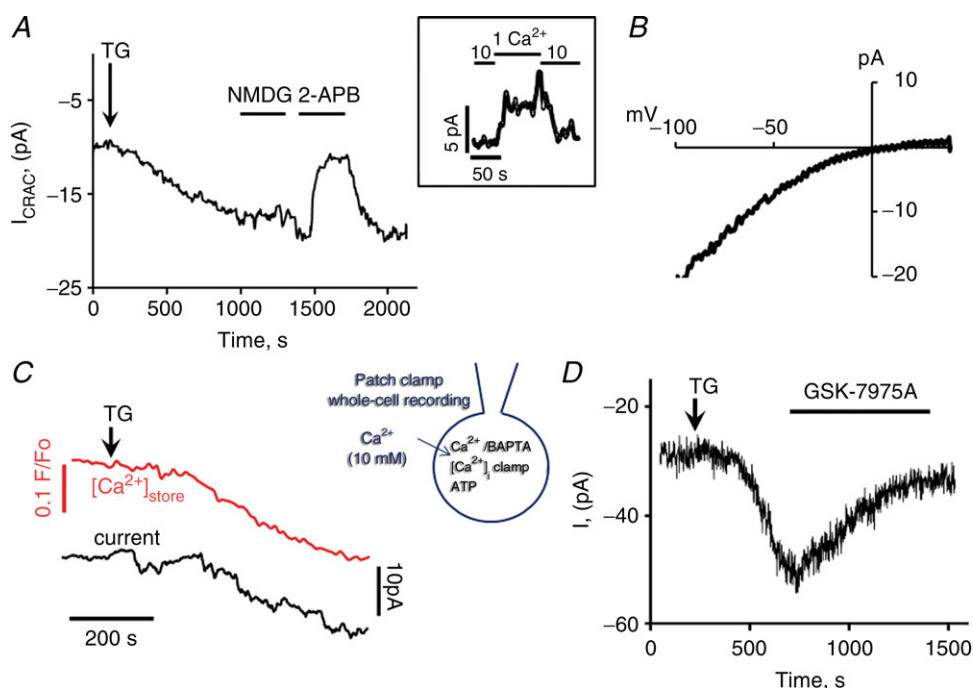 A
TG
NMDG 2-APB
I_CRAC, (pA)
−5
−15
−25
0 500 1000 1500 2000
Time, s
1 Ca²⁺
10 10
5 pA
50 s
B
pA
10
mV
−100 −50
−10
−20
C
TG
0.1 F/Fo
[Ca²⁺]store
current
10pA
200 s
Patch clamp
whole-cell recording
Ca²⁺
(10 mM)
Ca²⁺/BAPTA
[Ca²⁺]i clamp
ATP
D
TG
GSK-7975A
I, (pA)
−20
−40
−60
0 500 1000 1500
Time, s